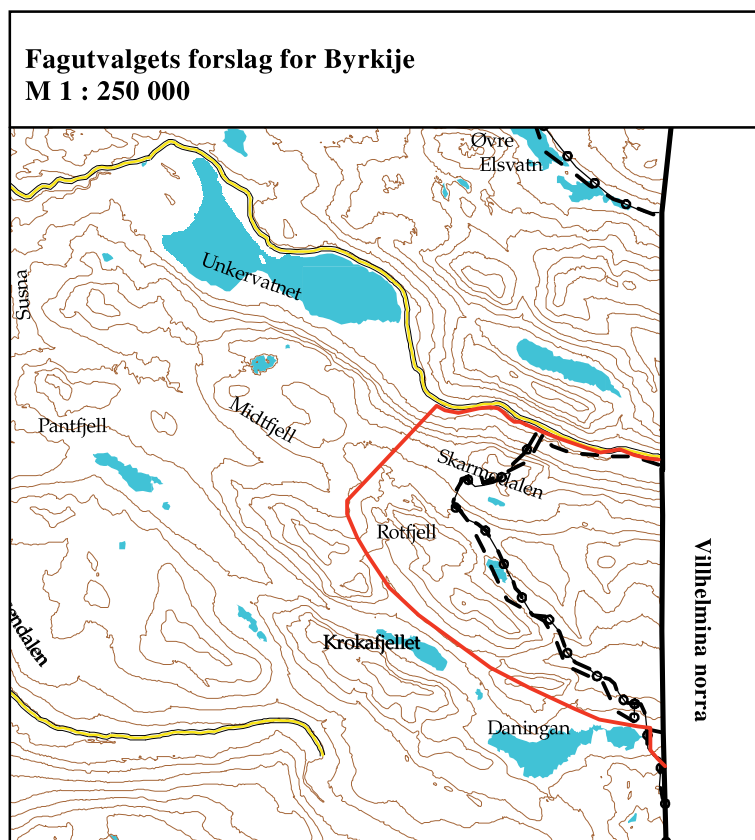 Fagutvalgets forslag for Byrkije
M 1 : 250 000
Øvre
Elsvatn
Unkervatnet
Susna
Midtfjell
Pantfjell
Skarmodalen
Rotfjell
Villhelmina norra
Krokafjellet
Daningan